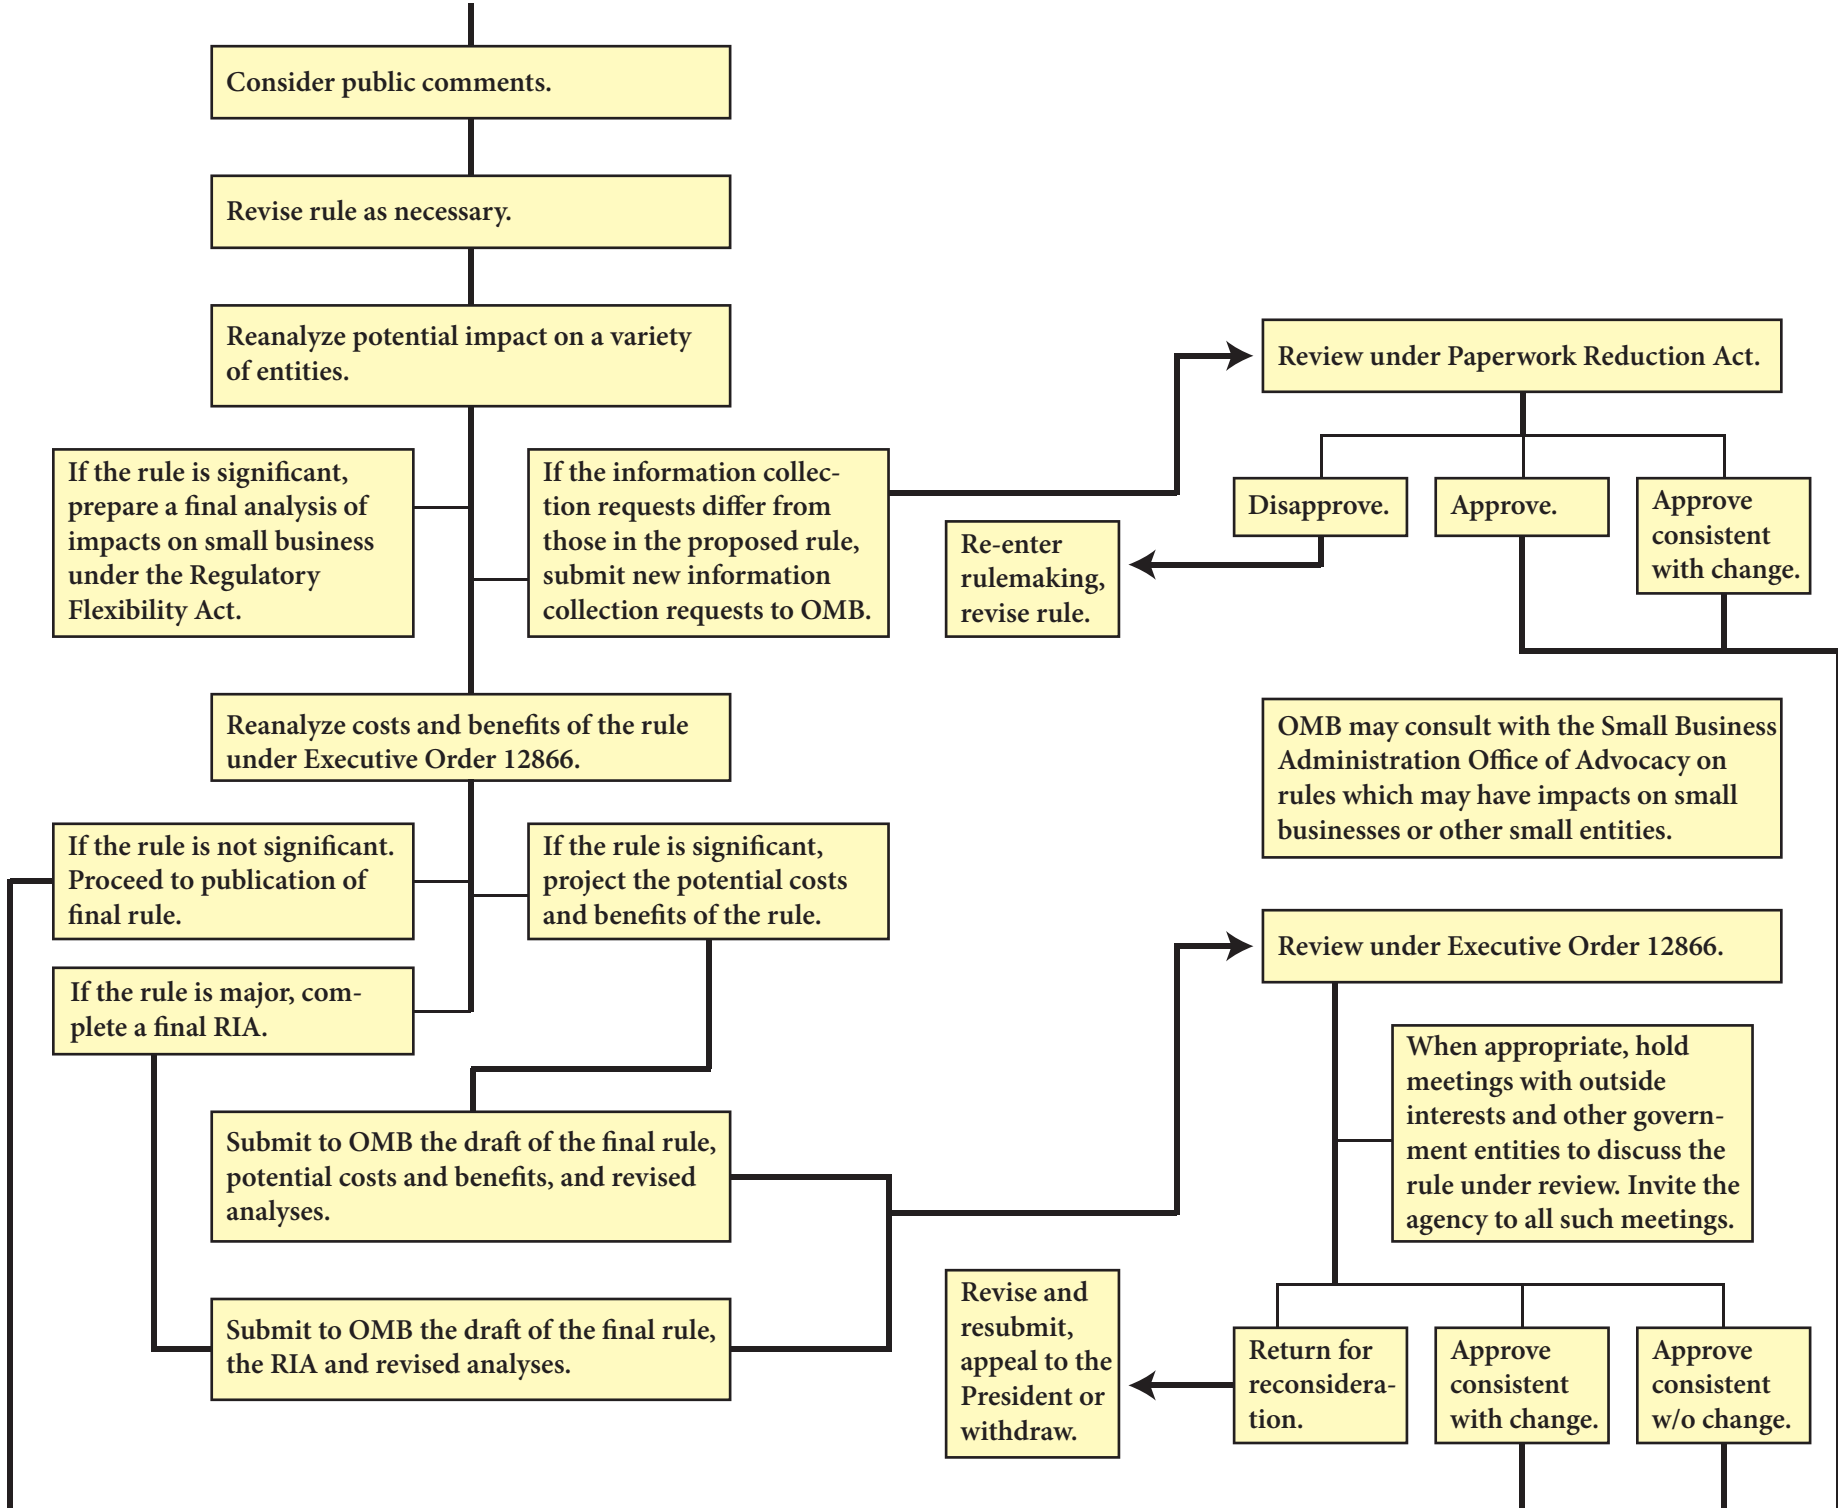 Consider public comments.
Revise rule as necessary.
Reanalyze potential impact on a variety
of entities.
If the rule is significant,
prepare a final analysis of
impacts on small business
under the Regulatory
Flexibility Act.
If the information collec-
tion requests differ from
those in the proposed rule,
submit new information
collection requests to OMB.
Review under Paperwork Reduction Act.
Disapprove.
Approve.
Approve
consistent
with change.
Re-enter
rulemaking,
revise rule.
Reanalyze costs and benefits of the rule
under Executive Order 12866.
OMB may consult with the Small Business
Administration Office of Advocacy on
rules which may have impacts on small
businesses or other small entities.
If the rule is not significant.
Proceed to publication of
final rule.
If the rule is significant,
project the potential costs
and benefits of the rule.
If the rule is major, com-
plete a final RIA.
Review under Executive Order 12866.
When appropriate, hold
meetings with outside
interests and other govern-
ment entities to discuss the
rule under review. Invite the
agency to all such meetings.
Submit to OMB the draft of the final rule,
potential costs and benefits, and revised
analyses.
Submit to OMB the draft of the final rule,
the RIA and revised analyses.
Revise and
resubmit,
appeal to the
President or
withdraw.
Return for
reconsidera-
tion.
Approve
consistent
with change.
Approve
consistent
w/o change.